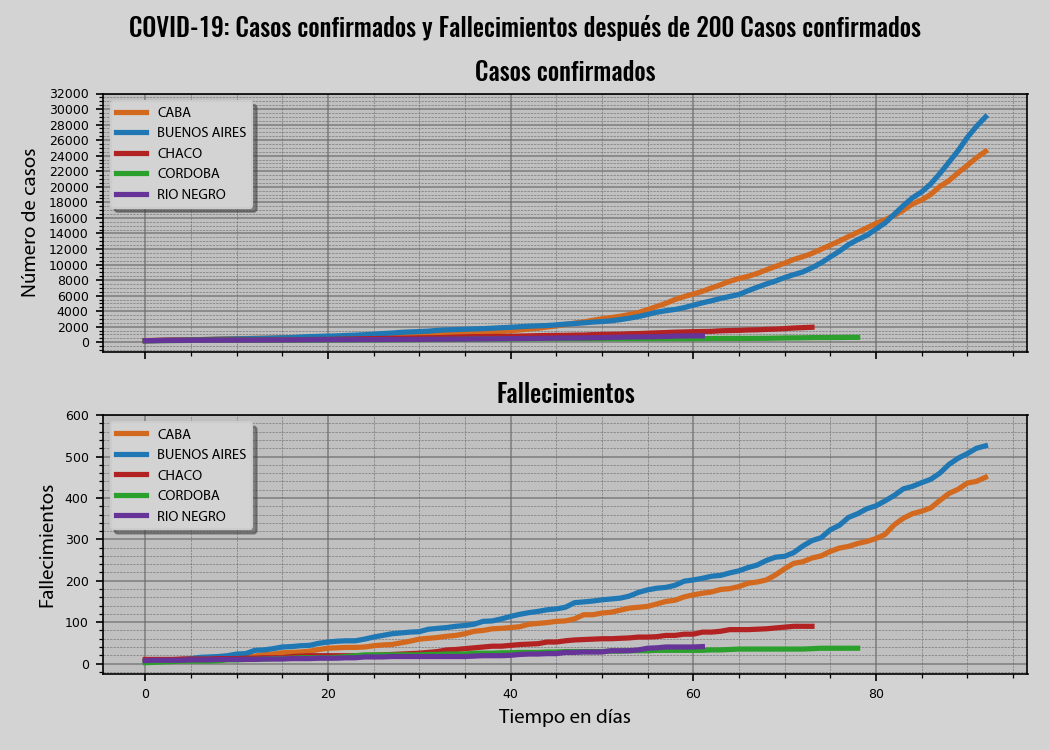 COVID-19: Casos confirmados y Fallecimientos después de 200 Casos confirmados
Casos confirmados
32000
30000
28000
26000
24000
22000
20000
18000
16000
14000
12000
10000
8000
6000
4000
2000
0
Número de casos
CABA
BUENOS AIRES
CHACO
CORDOBA
RIO NEGRO
Fallecimientos
600
500
400
300
200
100
0
Fallecimientos
CABA
BUENOS AIRES
CHACO
CORDOBA
RIO NEGRO
0 20 40 60 80
Tiempo en días